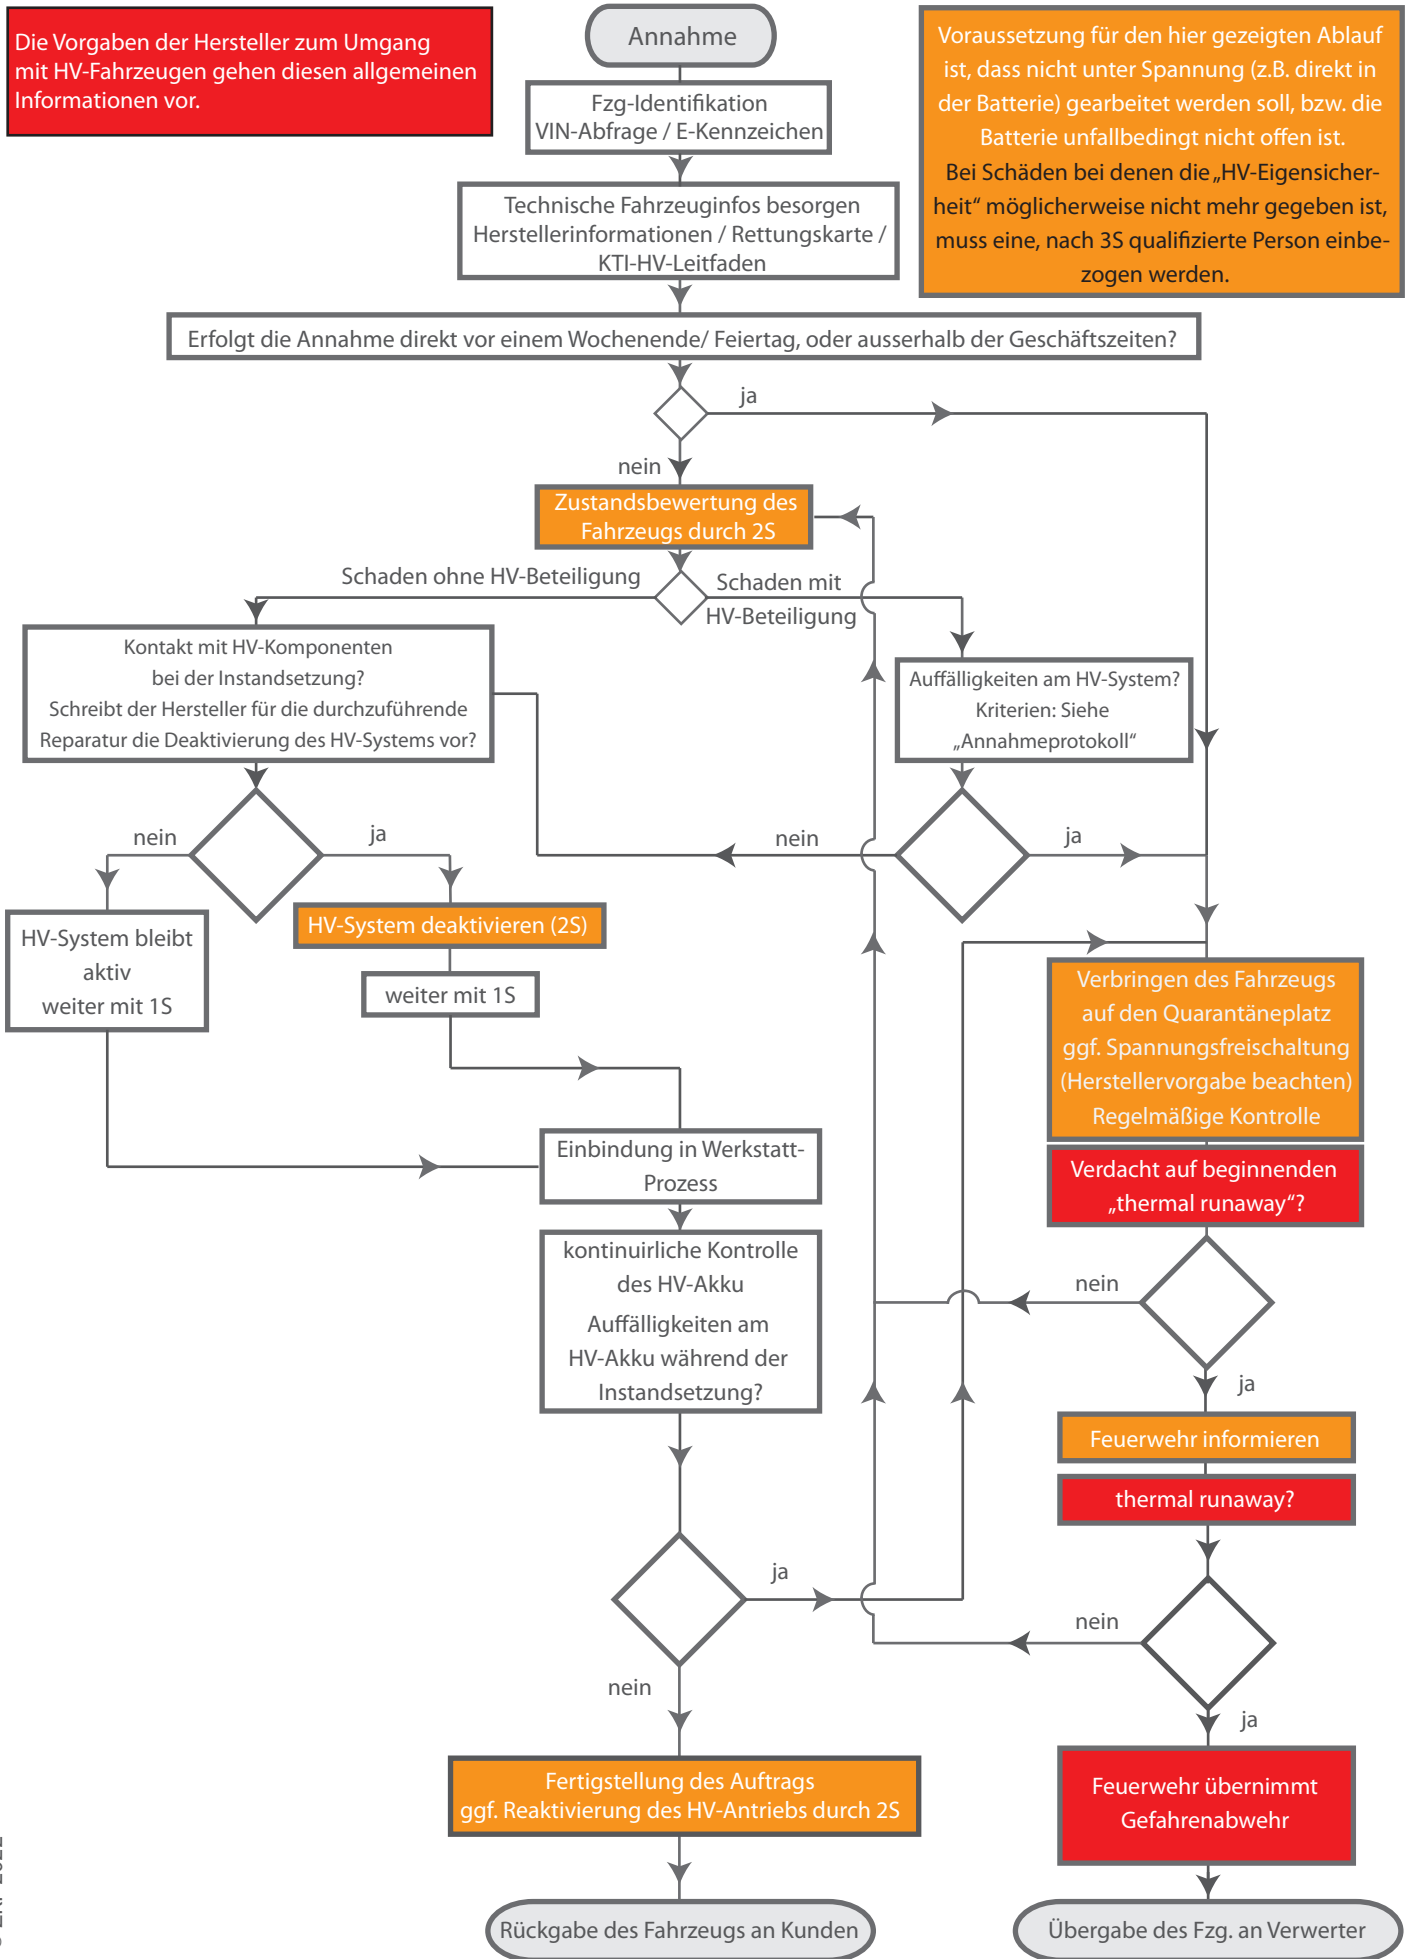 Die Vorgaben der Hersteller zum Umgang
mit HV-Fahrzeugen gehen diesen allgemeinen
Informationen vor.
Annahme
Voraussetzung für den hier gezeigten Ablauf
ist, dass nicht unter Spannung (z.B. direkt in
der Batterie) gearbeitet werden soll, bzw. die
Batterie unfallbedingt nicht offen ist.
Bei Schäden bei denen die „HV-Eigensicher-
heit“ möglicherweise nicht mehr gegeben ist,
muss eine, nach 3S qualifizierte Person einbe-
zogen werden.
Fzg-Identifikation
VIN-Abfrage / E-Kennzeichen
Technische Fahrzeuginfos besorgen
Herstellerinformationen / Rettungskarte /
KTI-HV-Leitfaden
Erfolgt die Annahme direkt vor einem Wochenende/ Feiertag, oder ausserhalb der Geschäftszeiten?
ja
nein
Zustandsbewertung des
Fahrzeugs durch 2S
Schaden ohne HV-Beteiligung
Schaden mit
HV-Beteiligung
Kontakt mit HV-Komponenten
bei der Instandsetzung?
Schreibt der Hersteller für die durchzuführende
Reparatur die Deaktivierung des HV-Systems vor?
Auffälligkeiten am HV-System?
Kriterien: Siehe
„Annahmeprotokoll“
nein
ja
nein
ja
HV-System bleibt
aktiv
weiter mit 1S
HV-System deaktivieren (2S)
weiter mit 1S
Verbringen des Fahrzeugs
auf den Quarantäneplatz
ggf. Spannungsfreischaltung
(Herstellervorgabe beachten)
Regelmäßige Kontrolle
Verdacht auf beginnenden
„thermal runaway“?
Einbindung in Werkstatt-
Prozess
kontinuirliche Kontrolle
des HV-Akku
Auffälligkeiten am
HV-Akku während der
Instandsetzung?
nein
ja
Feuerwehr informieren
thermal runaway?
ja
nein
nein
ja
Fertigstellung des Auftrags
ggf. Reaktivierung des HV-Antriebs durch 2S
Feuerwehr übernimmt
Gefahrenabwehr
Rückgabe des Fahrzeugs an Kunden
Übergabe des Fzg. an Verwerter